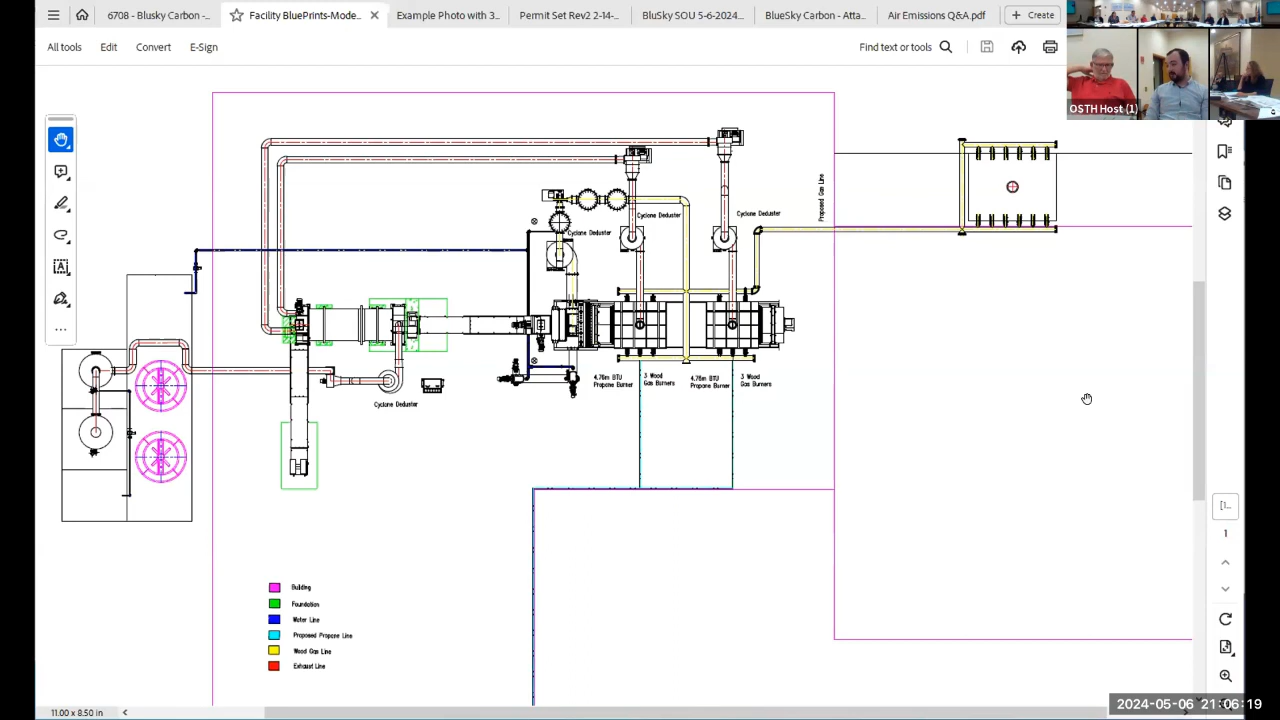 6708 - Blusky Carbon -...
Facility BluePrints-Mode...
Example Photo with 3...
Permit Set Rev2 2-14-...
BluSky SOU 5-6-2024...
BlueSky Carbon - Atta...
Air Emissions Q&A.pdf
Create
All tools
Edit
Convert
E-Sign
Find text or tools
OSTH Host (1)
Proposed Gas Line
Cyclone Deduster
Cyclone Deduster
Cyclone Deduster
4.76m BTU
Propane Burner
3 Wood
Gas Burners
4.76m BTU
Propane Burner
3 Wood
Gas Burners
Cyclone Deduster
Building
Foundation
Water Line
Proposed Propane Line
Wood Gas Line
Exhaust Line
1
11.00 x 8.50 in
2024-05-06 21:06:19